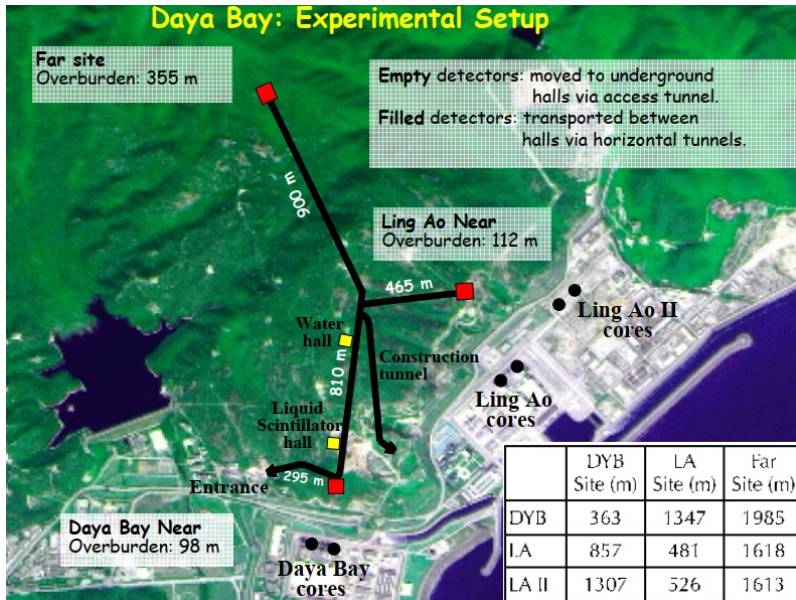 Daya Bay: Experimental Setup
Far site
Overburden: 355 m
Empty detectors: moved to underground
halls via access tunnel.
Filled detectors: transported between
halls via horizontal tunnels.
900 m
Ling Ao Near
Overburden: 112 m
465 m
Ling Ao II
cores
Water
hall
810 m
Construction
tunnel
Ling Ao
cores
Liquid
Scintillator
hall
Entrance
295 m
Daya Bay Near
Overburden: 98 m
Daya Bay
cores
DYB Site (m) LA Site (m) Far Site (m)
DYB 363 1347 1985
LA 857 481 1618
LA II 1307 526 1613